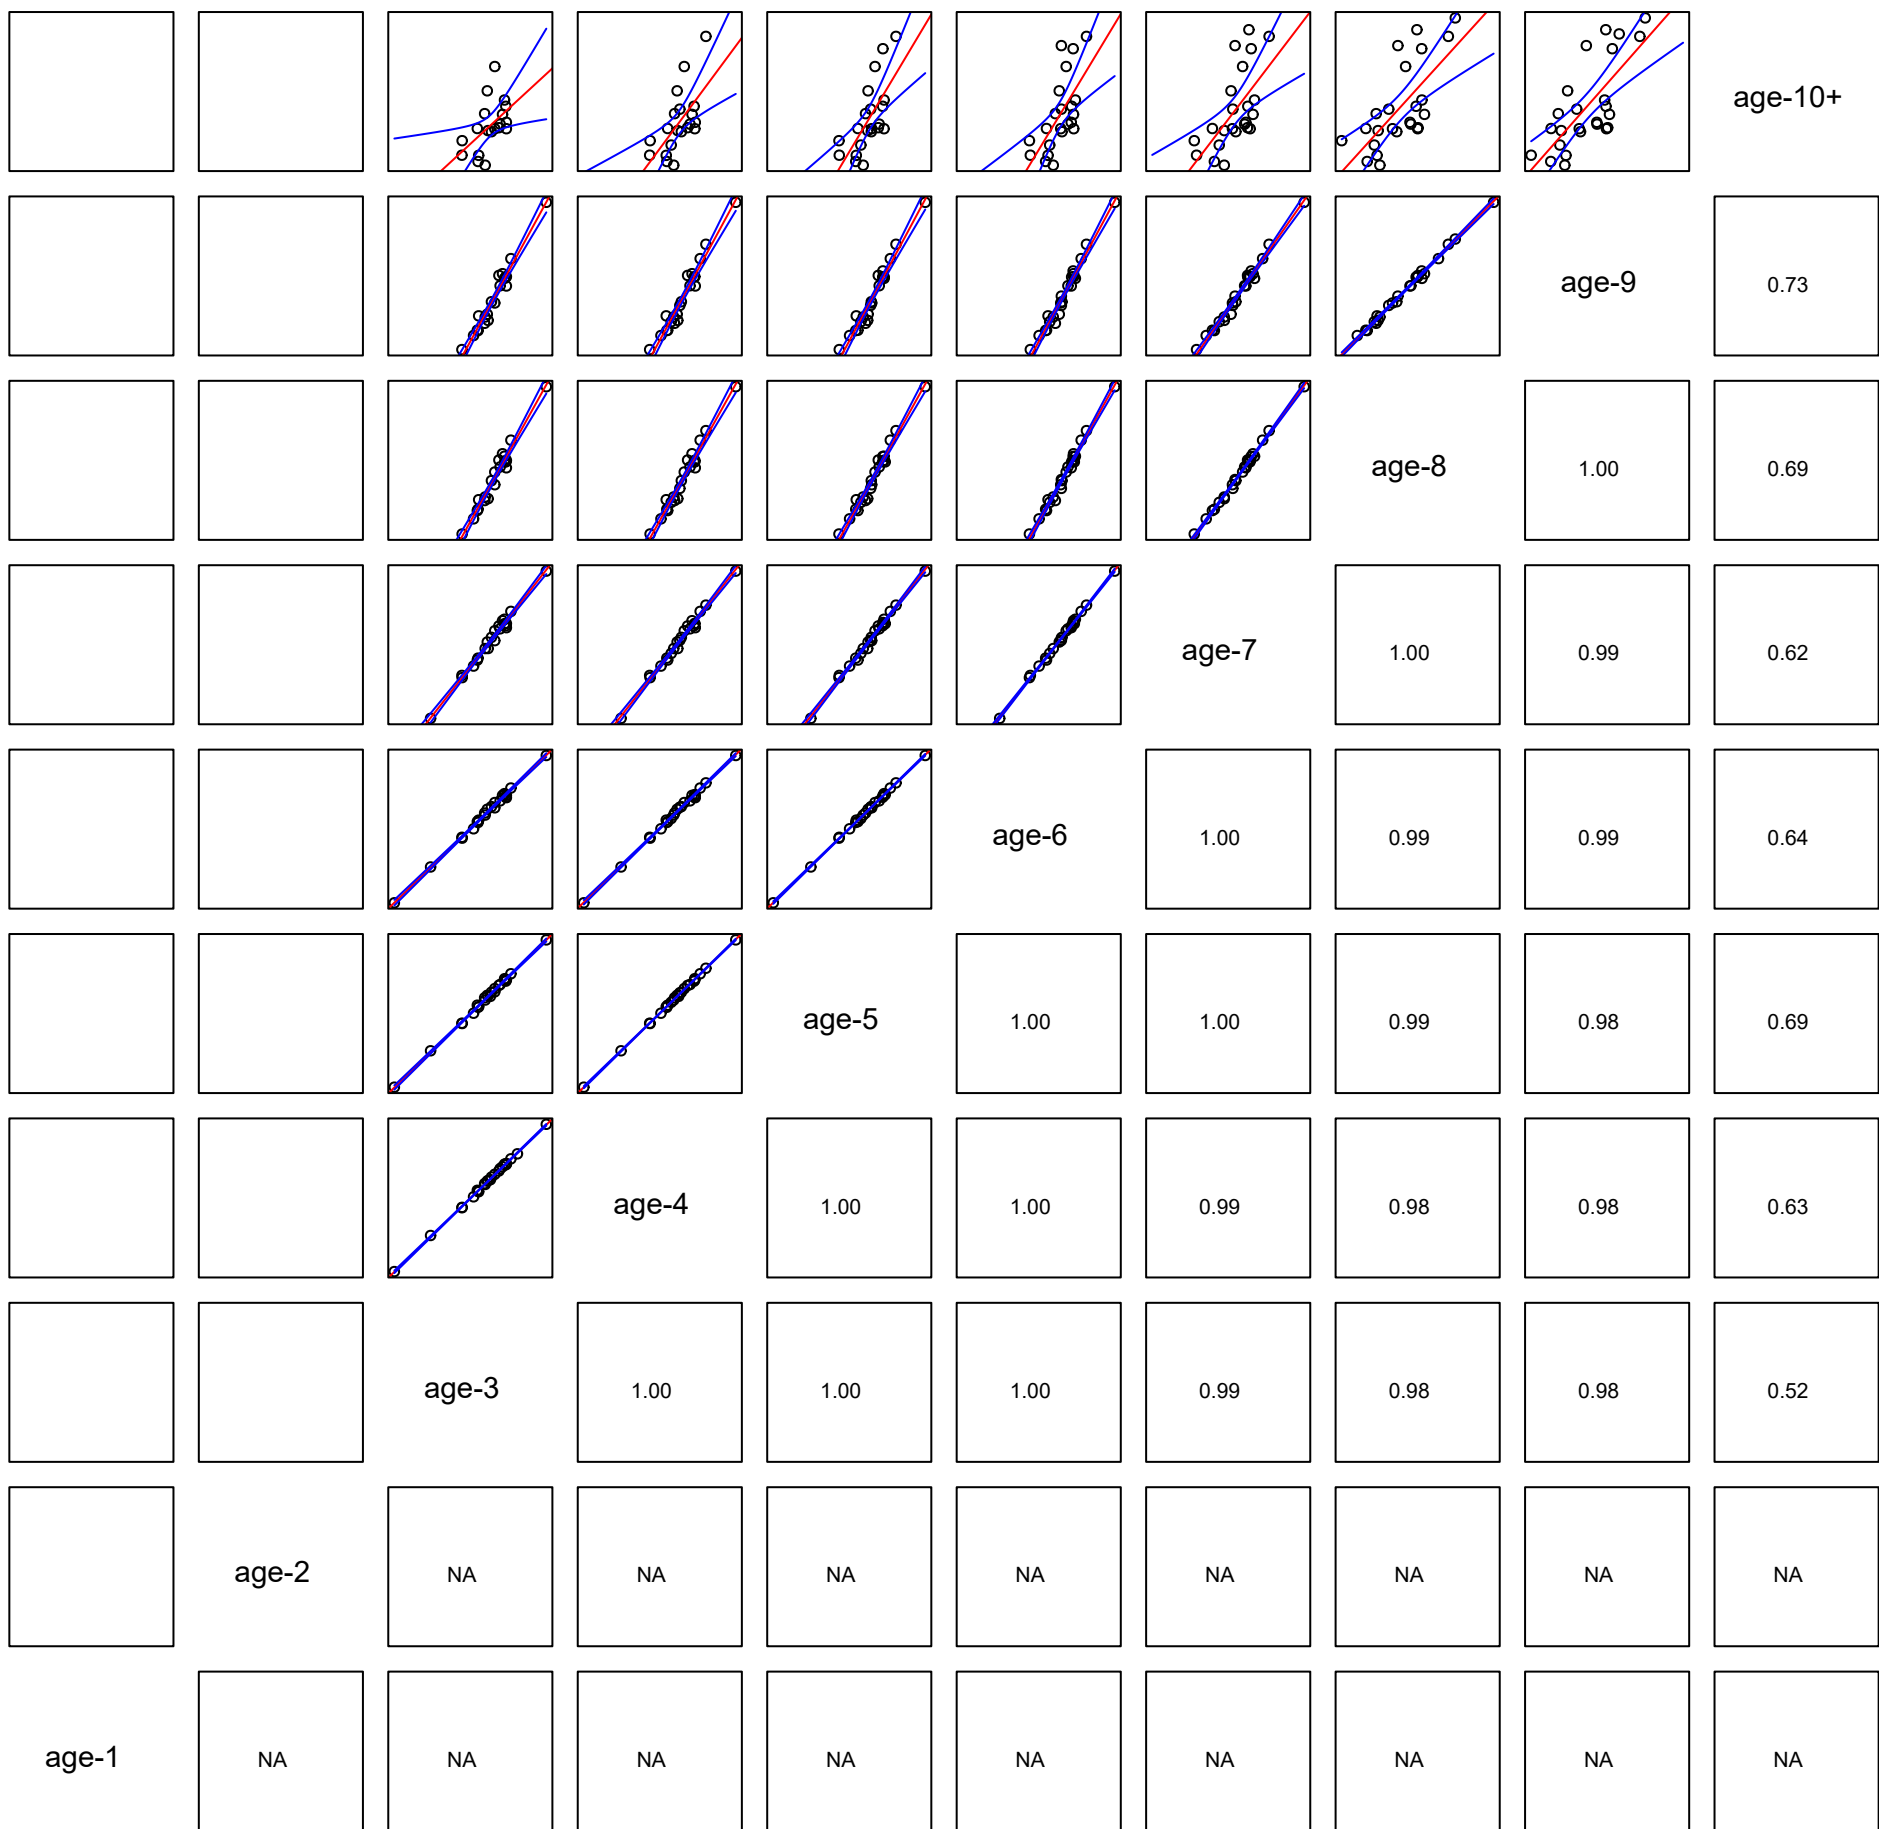 age-10+
age-9 0.73
age-8 1.00 0.69
age-7 1.00 0.99 0.62
age-6 1.00 0.99 0.99 0.64
age-5 1.00 1.00 0.99 0.98 0.69
age-4 1.00 1.00 0.99 0.98 0.98 0.63
age-3 1.00 1.00 1.00 0.99 0.98 0.98 0.52
age-2 NA NA NA NA NA NA NA NA
age-1 NA NA NA NA NA NA NA NA NA